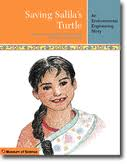 Saving Salila's
Turtle
An
Environmental
Engineering
Story
Museum of Science